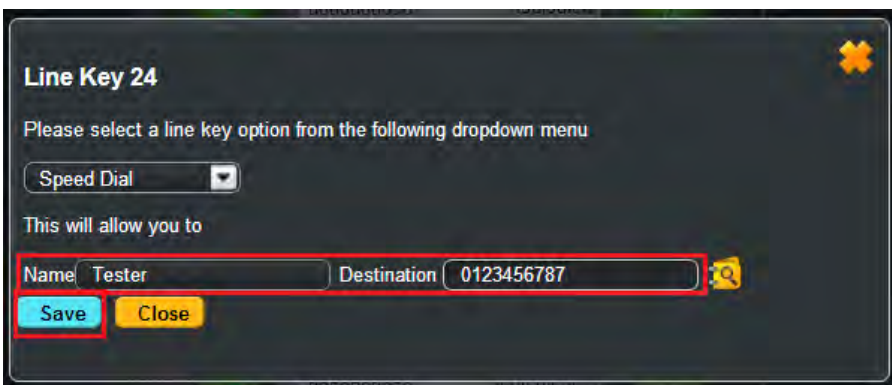 Line Key 24
Please select a line key option from the following dropdown menu
Speed Dial
This will allow you to
Name Tester Destination 0123456787
Save Close